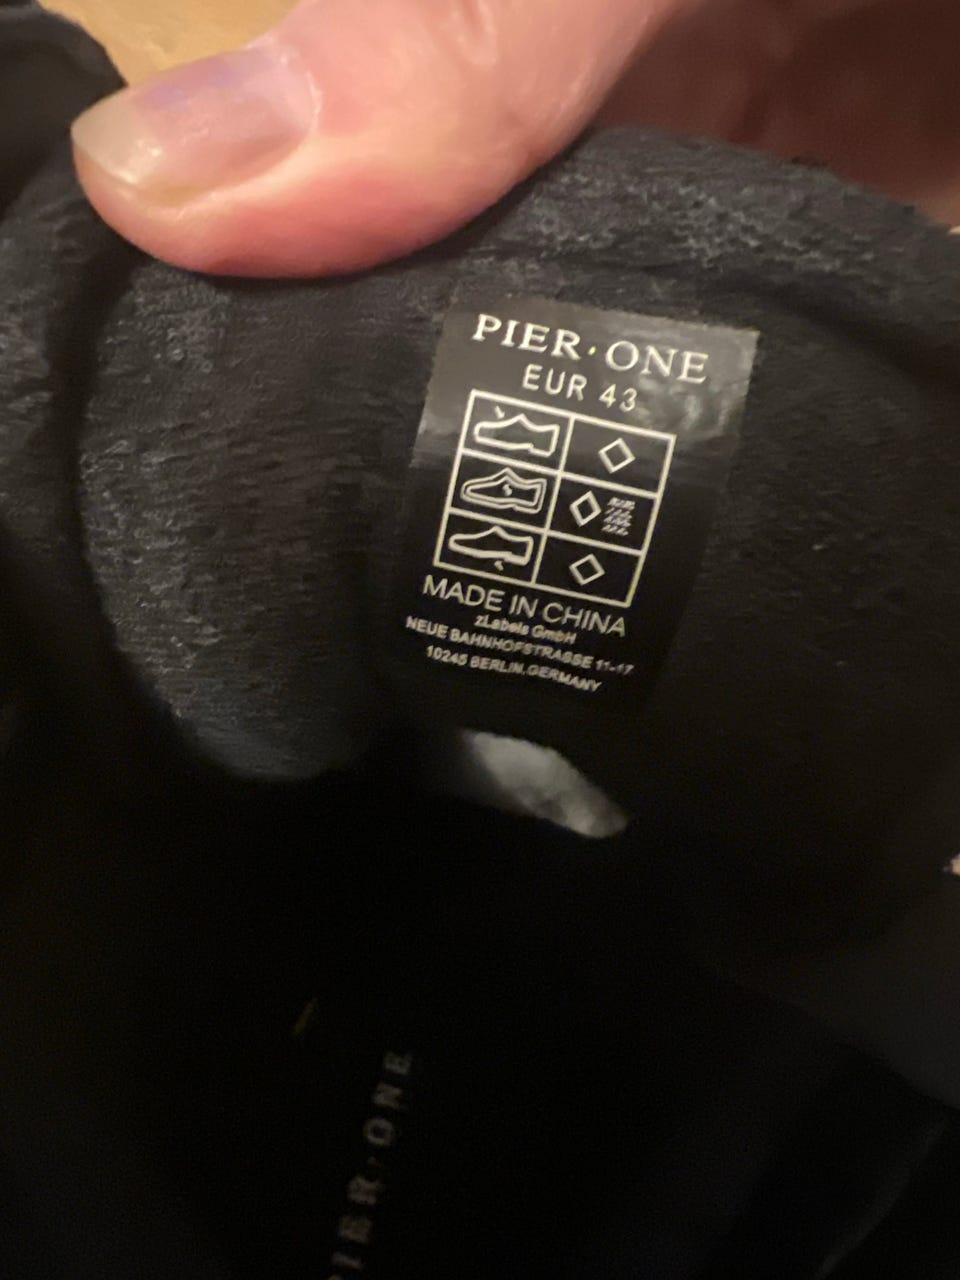 PIER·ONE
EUR 43
MADE IN CHINA
zLabels GmbH
NEUE BAHNHOFSTRASSE 11-17
10245 BERLIN, GERMANY
PIER·ONE